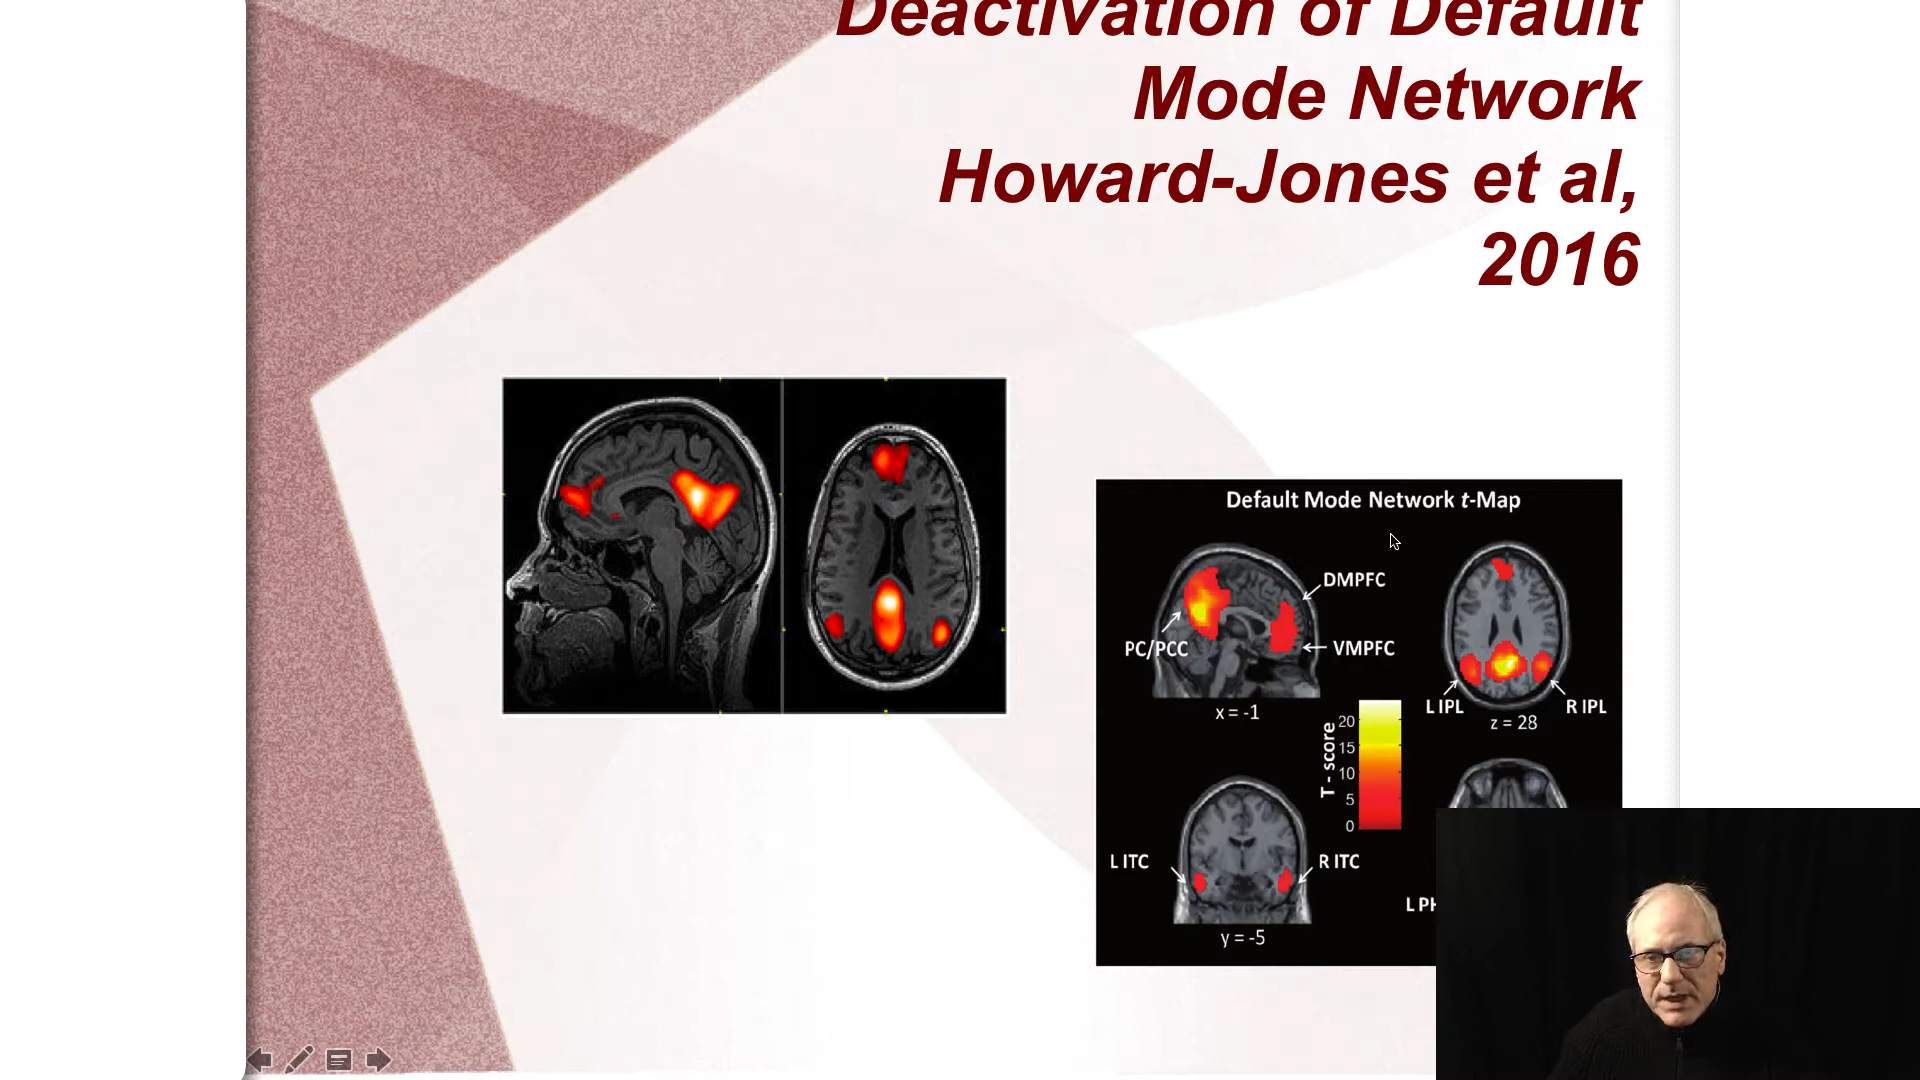 Deactivation of Default
Mode Network
Howard-Jones et al,
2016
Default Mode Network t-Map
DMPFC
PC/PCC
VMPFC
x = -1
L IPL
R IPL
z = 28
T - score
20
15
10
5
0
L ITC
R ITC
y = -5
L PH